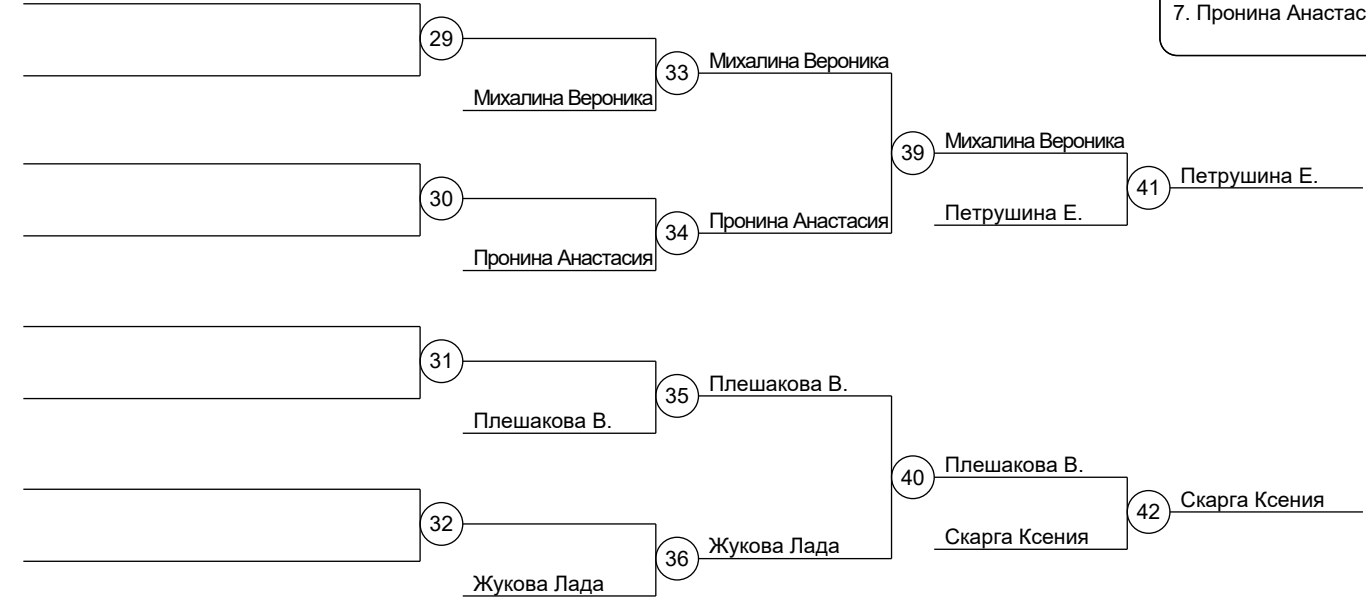 7. Пронина Анастас
29
33
Михалина Вероника
Михалина Вероника
39
Михалина Вероника
30
34
Пронина Анастасия
Петрушина Е.
41
Петрушина Е.
Пронина Анастасия
31
35
Плешакова В.
Плешакова В.
40
Плешакова В.
32
36
Жукова Лада
Скарга Ксения
42
Скарга Ксения
Жукова Лада